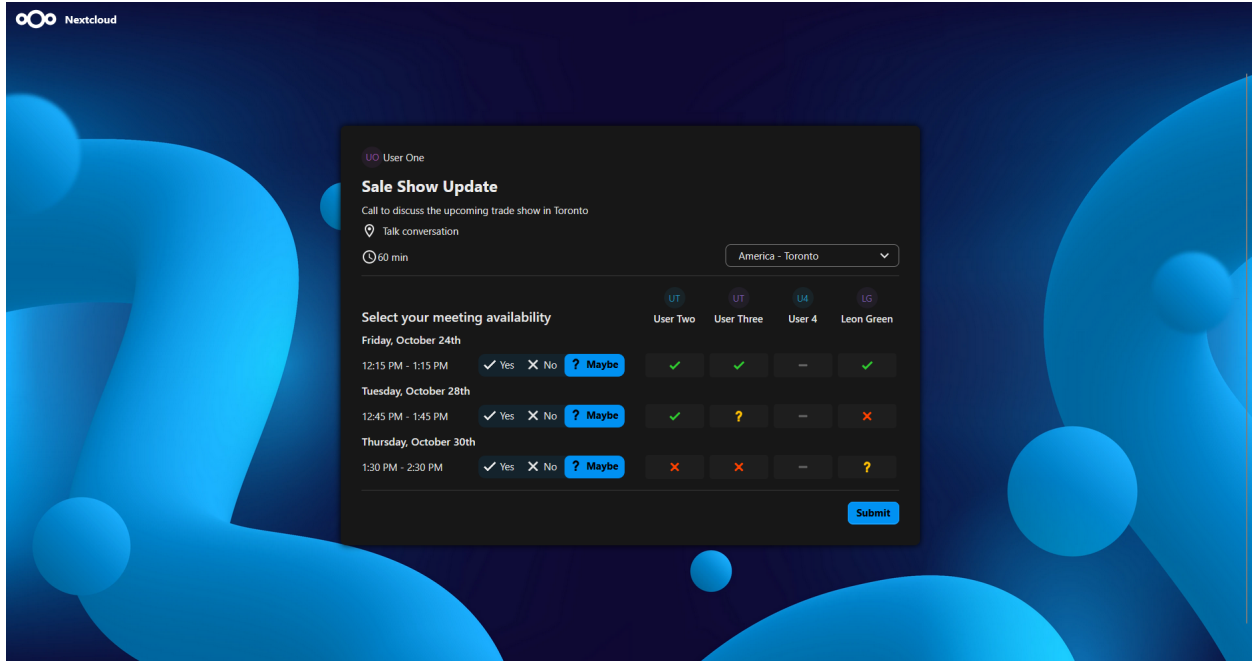 Nextcloud
UO User One
Sale Show Update
Call to discuss the upcoming trade show in Toronto
Talk conversation
60 min
America - Toronto
UT UT U4 LG
Select your meeting availability User Two User Three User 4 Leon Green
Friday, October 24th
12:15 PM - 1:15 PM Yes No ? Maybe
Tuesday, October 28th
12:45 PM - 1:45 PM Yes No ? Maybe ?
Thursday, October 30th
1:30 PM - 2:30 PM Yes No ? Maybe ?
Submit